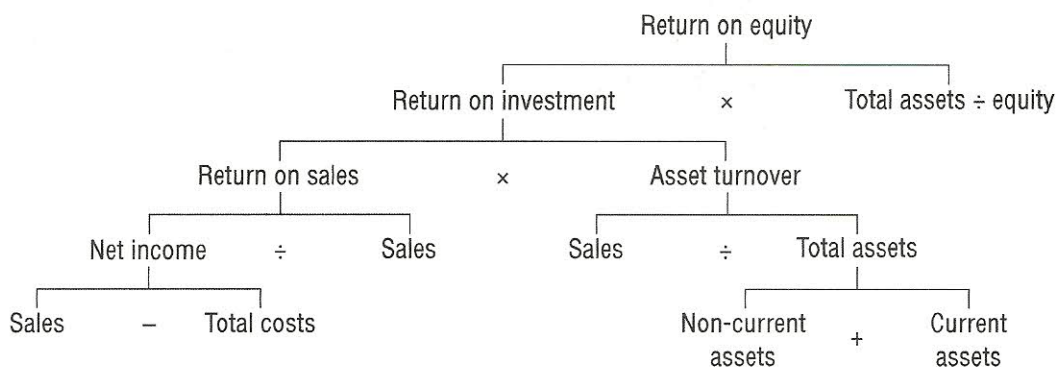 Return on equity
Return on investment × Total assets ÷ equity
Return on sales × Asset turnover
Net income ÷ Sales Sales ÷ Total assets
Sales – Total costs Non-current assets + Current assets